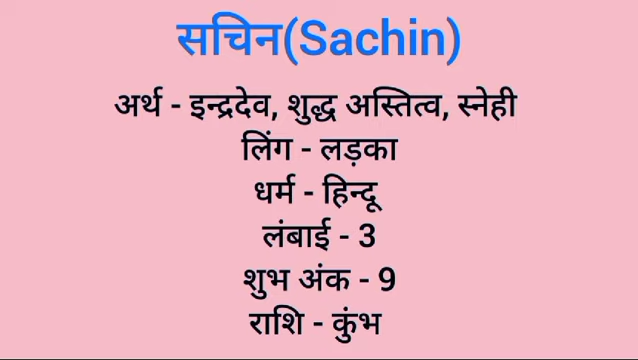 सचिन(Sachin)
अर्थ - इन्द्रदेव, शुद्ध अस्तित्व, स्नेही
लिंग - लड़का
धर्म - हिन्दू
लंबाई - 3
शुभ अंक - 9
राशि - कुंभ